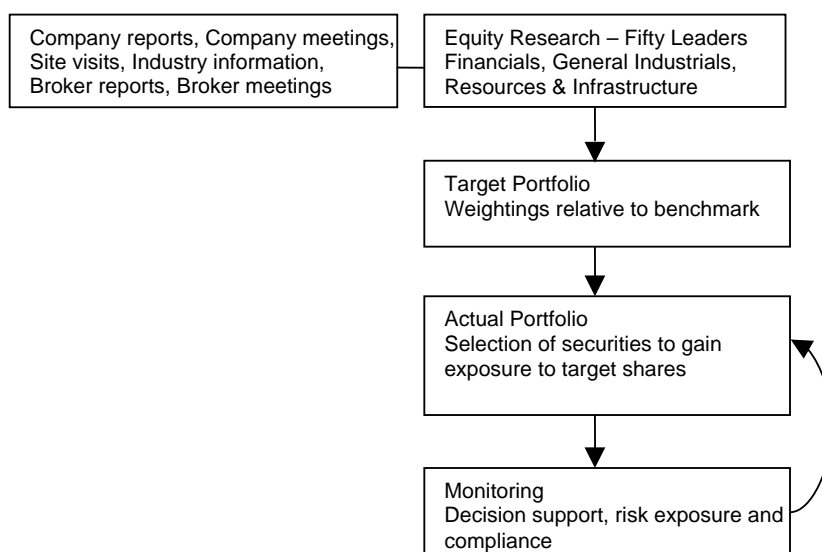 Company reports, Company meetings,
Site visits, Industry information,
Broker reports, Broker meetings
Equity Research – Fifty Leaders
Financials, General Industrials,
Resources & Infrastructure
Target Portfolio
Weightings relative to benchmark
Actual Portfolio
Selection of securities to gain
exposure to target shares
Monitoring
Decision support, risk exposure and
compliance